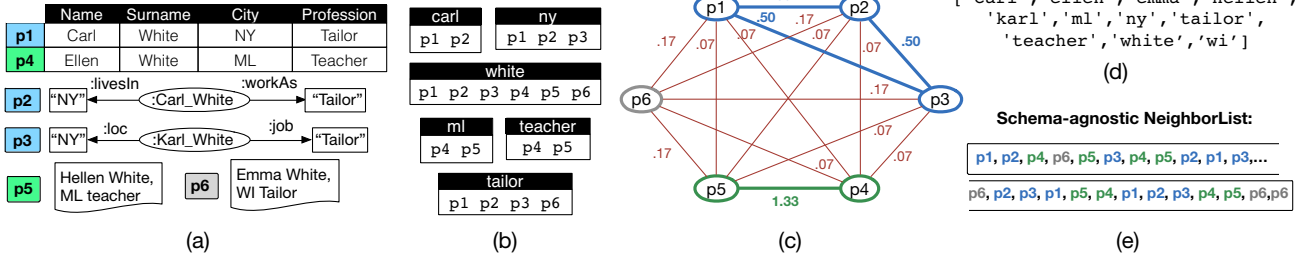 Name Surname City Profession
p1 Carl White NY Tailor
p4 Ellen White ML Teacher
:livesIn :workAs
p2 “NY” :Carl_White “Tailor”
:loc :job
p3 “NY” :Karl_White “Tailor”
p5 Hellen White,
ML teacher
p6 Emma White,
WI Tailor
(a)
carl
p1 p2
ny
p1 p2 p3
white
p1 p2 p3 p4 p5 p6
ml
p4 p5
teacher
p4 p5
tailor
p1 p2 p3 p6
(b)
p1 p2
.50 .17
.17 .07 .07 .07 .50
p6 .17 p3
.07
.17 .07 .07
p5 p4
1.33
(c)
'karl','ml','ny','tailor',
'teacher','white','wi']
(d)
Schema-agnostic NeighborList:
p1, p2, p4, p6, p5, p3, p4, p5, p2, p1, p3,...
p6, p2, p3, p1, p5, p4, p1, p2, p3, p4, p5, p6,p6
(e)